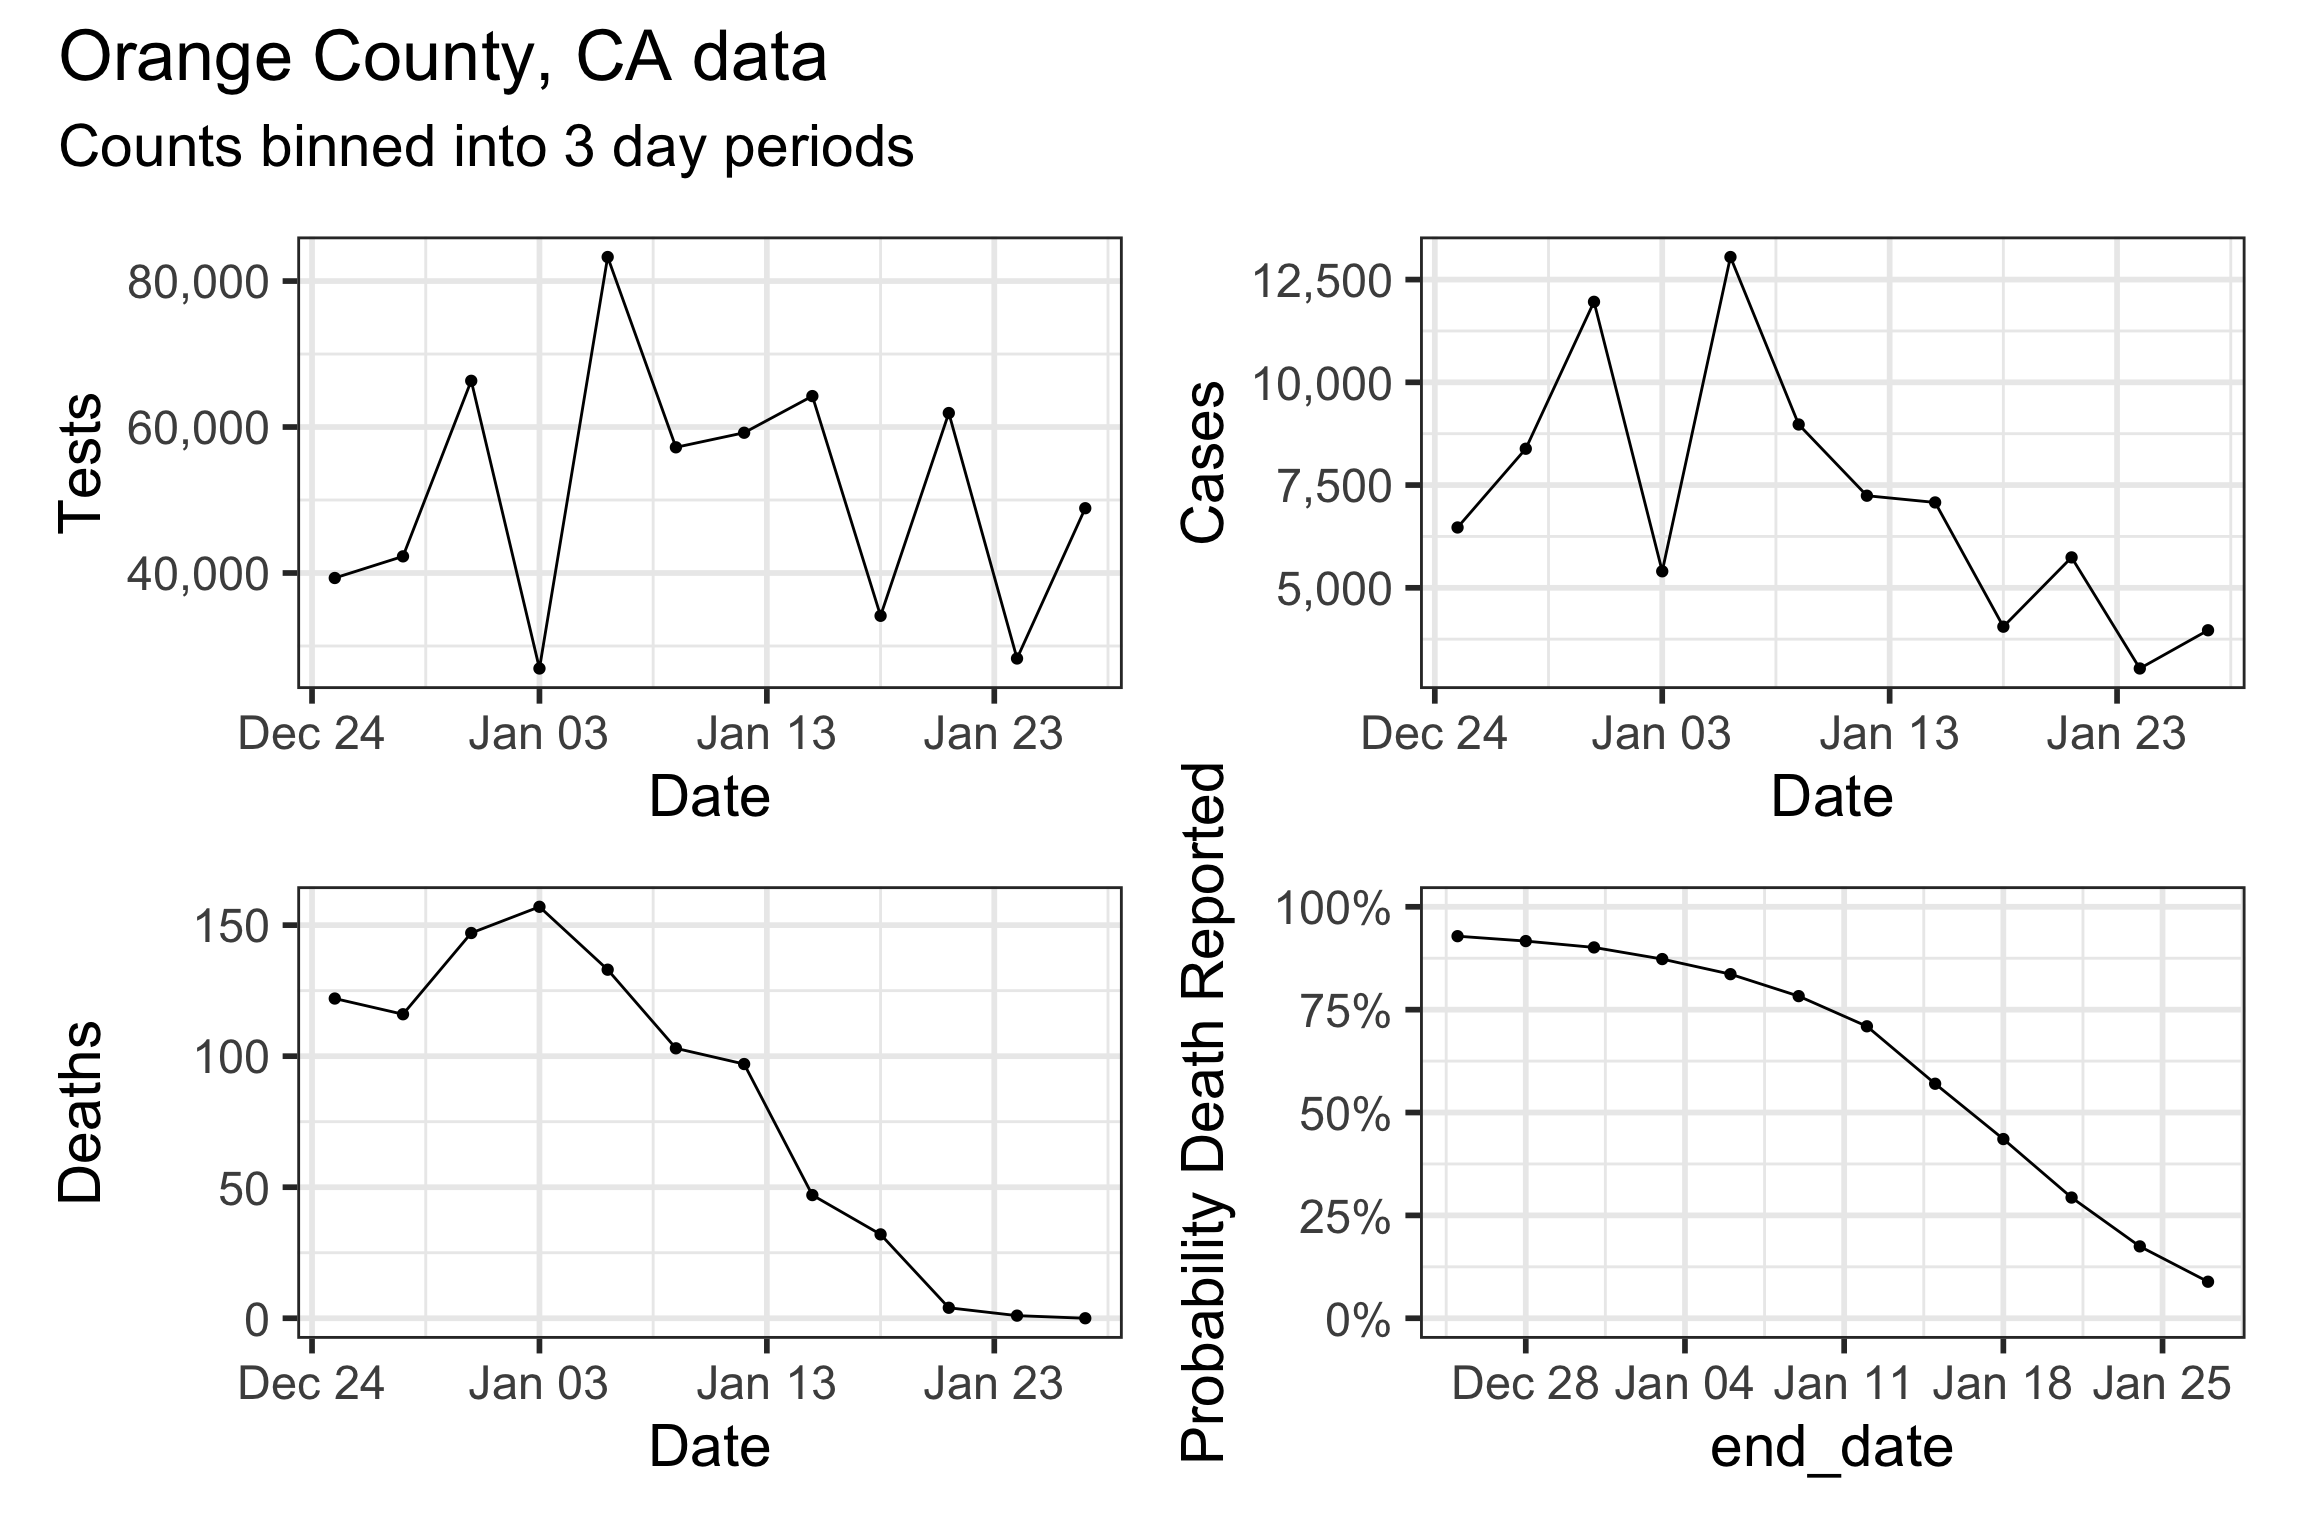 Orange County, CA data
Counts binned into 3 day periods
Tests
80,000
60,000
40,000
Dec 24 Jan 03 Jan 13 Jan 23
Date
Cases
12,500
10,000
7,500
5,000
Dec 24 Jan 03 Jan 13 Jan 23
Date
Deaths
150
100
50
0
Dec 24 Jan 03 Jan 13 Jan 23
Date
Probability Death Reported
100%
75%
50%
25%
0%
Dec 28 Jan 04 Jan 11 Jan 18 Jan 25
end_date